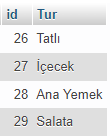 id Tur
26 Tatlı
27 İçecek
28 Ana Yemek
29 Salata